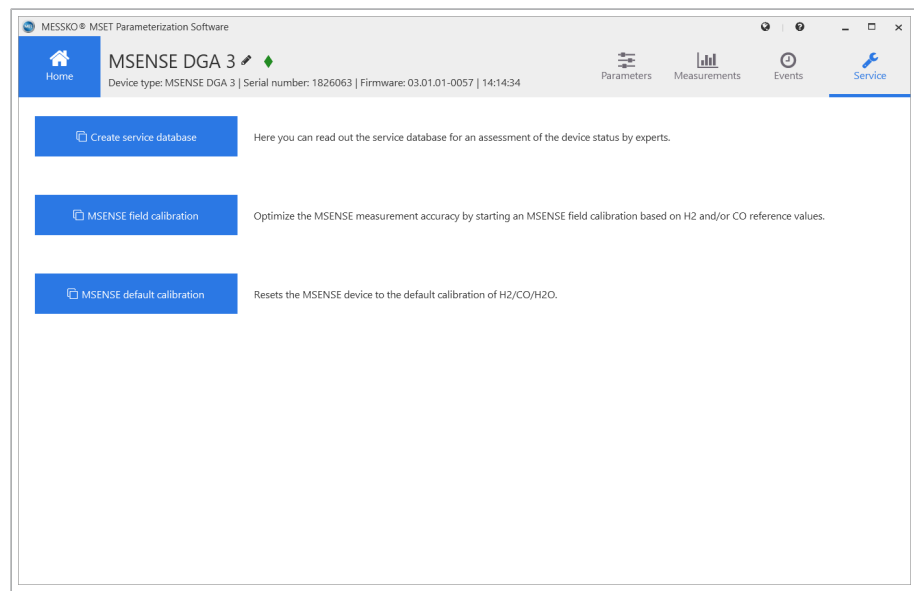 MESSKO® MSET Parameterization Software
Home
MSENSE DGA 3
Device type: MSENSE DGA 3 | Serial number: 1826063 | Firmware: 03.01.01-0057 | 14:14:34
Parameters
Measurements
Events
Service
Create service database
Here you can read out the service database for an assessment of the device status by experts.
MSENSE field calibration
Optimize the MSENSE measurement accuracy by starting an MSENSE field calibration based on H2 and/or CO reference values.
MSENSE default calibration
Resets the MSENSE device to the default calibration of H2/CO/H2O.